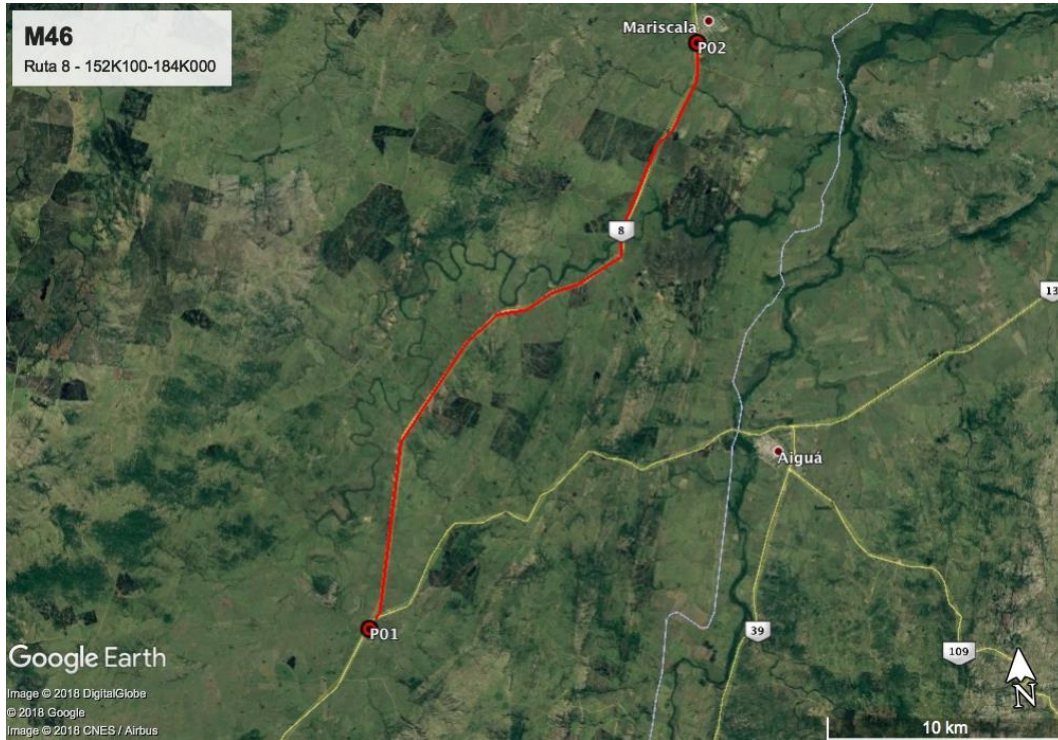 M46
Ruta 8 - 152K100-184K000
Mariscala
P02
8
13
Aiguá
P01
39
109
Google Earth
Image © 2018 DigitalGlobe
© 2018 Google
Image © 2018 CNES / Airbus
N
10 km